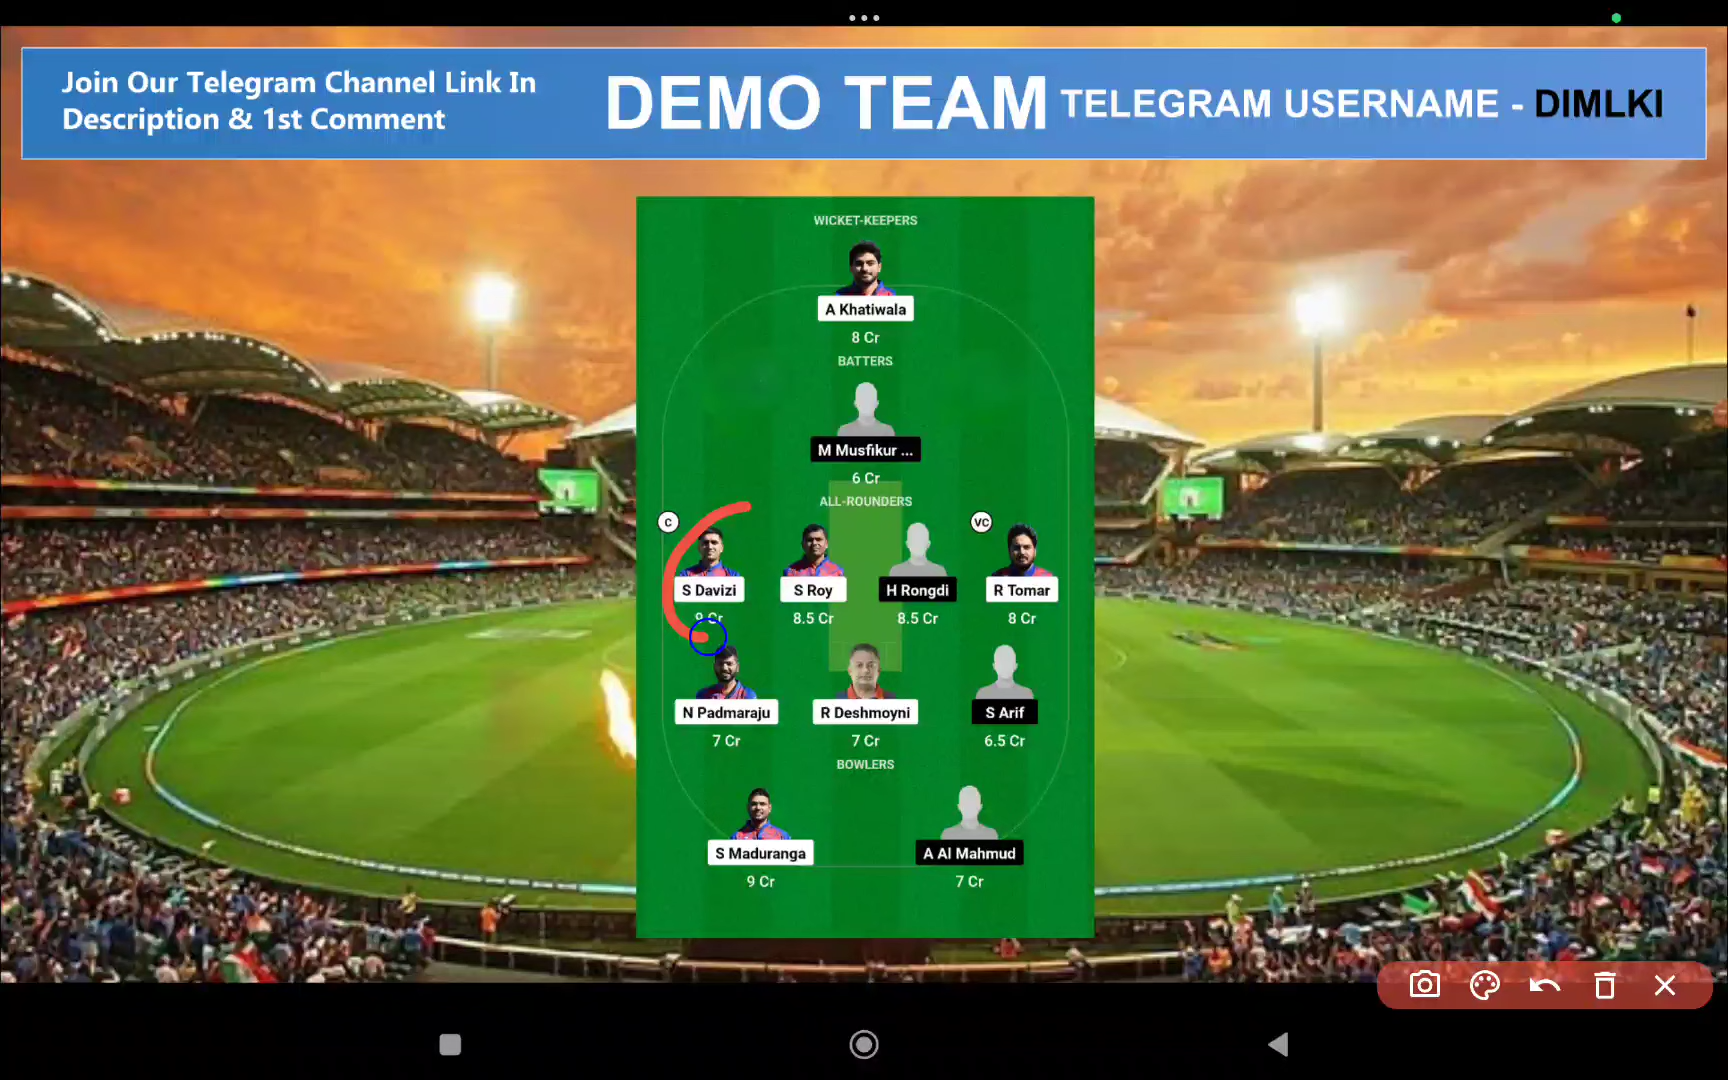 Join Our Telegram Channel Link In
Description & 1st Comment
DEMO TEAM
TELEGRAM USERNAME - DIMLKI
WICKET-KEEPERS
A Khatiwala
8 Cr
BATTERS
M Musfikur ...
6 Cr
ALL-ROUNDERS
C
VC
S Davizi
S Roy
H Rongdi
R Tomar
9 Cr
8.5 Cr
8.5 Cr
8 Cr
N Padmaraju
R Deshmoyni
S Arif
7 Cr
7 Cr
6.5 Cr
BOWLERS
S Maduranga
A Al Mahmud
9 Cr
7 Cr